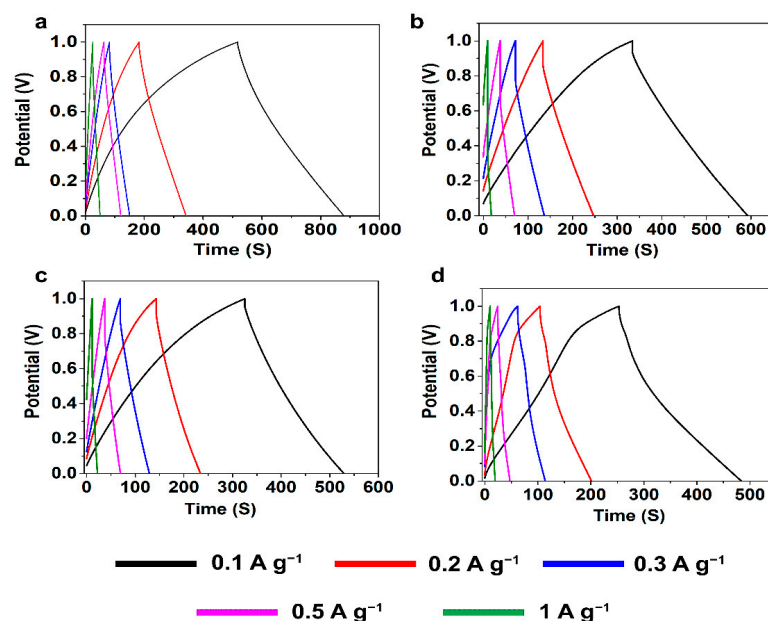 a
Potential (V)
1.0
0.8
0.6
0.4
0.2
0.0
0 200 400 600 800 1000
Time (S)
b
Potential (V)
1.0
0.8
0.6
0.4
0.2
0.0
0 100 200 300 400 500 600
Time (S)
c
Potential (V)
1.0
0.8
0.6
0.4
0.2
0.0
0 100 200 300 400 500 600
Time (S)
d
Potential (V)
1.0
0.8
0.6
0.4
0.2
0.0
0 100 200 300 400 500
Time (S)
0.1 A g⁻¹ 0.2 A g⁻¹ 0.3 A g⁻¹
0.5 A g⁻¹ 1 A g⁻¹